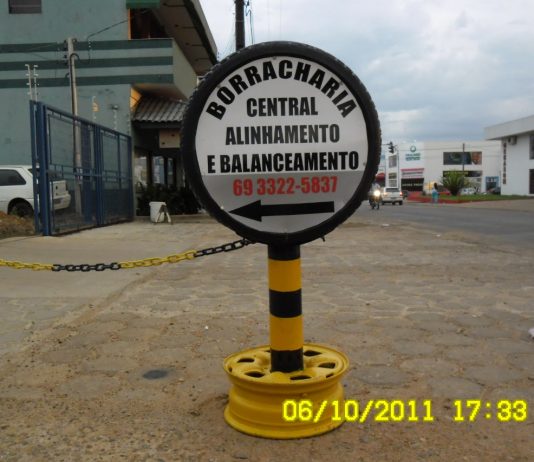 BORRACHARIA
CENTRAL
ALINHAMENTO
E BALANCEAMENTO
69 3322-5837
06/10/2011 17:33